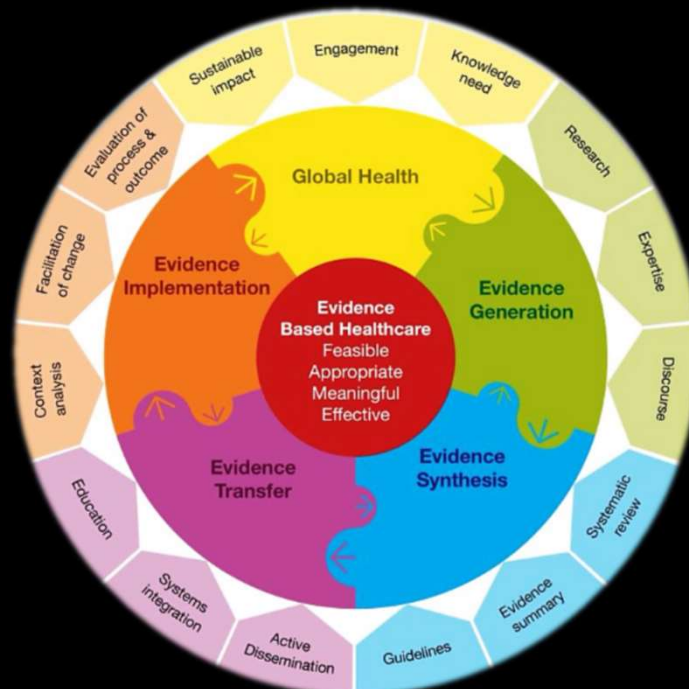 Engagement
Knowledge
need
Research
Expertise
Discourse
Systematic
review
Evidence
summary
Guidelines
Active
Dissemination
Systems
integration
Education
Context
analysis
Facilitation
of change
Evaluation of
process &
outcome
Sustainable
impact
Global Health
Evidence
Generation
Evidence
Synthesis
Evidence
Transfer
Evidence
Implementation
Evidence
Based Healthcare
Feasible
Appropriate
Meaningful
Effective